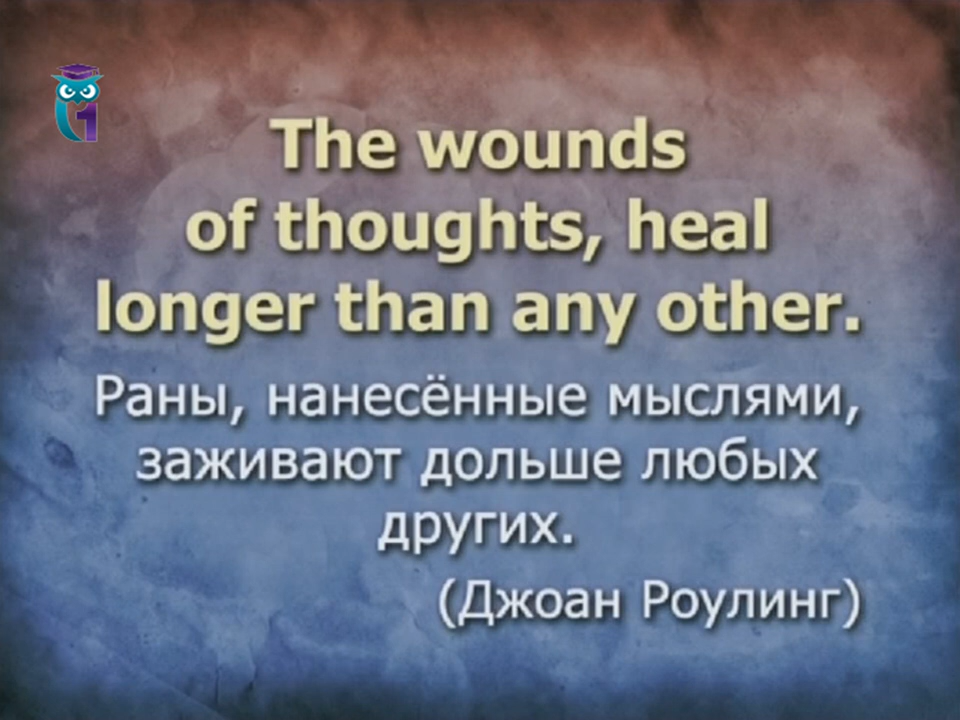 The wounds
of thoughts, heal
longer than any other.
Раны, нанесённые мыслями,
заживают дольше любых
других.
(Джоан Роулинг)